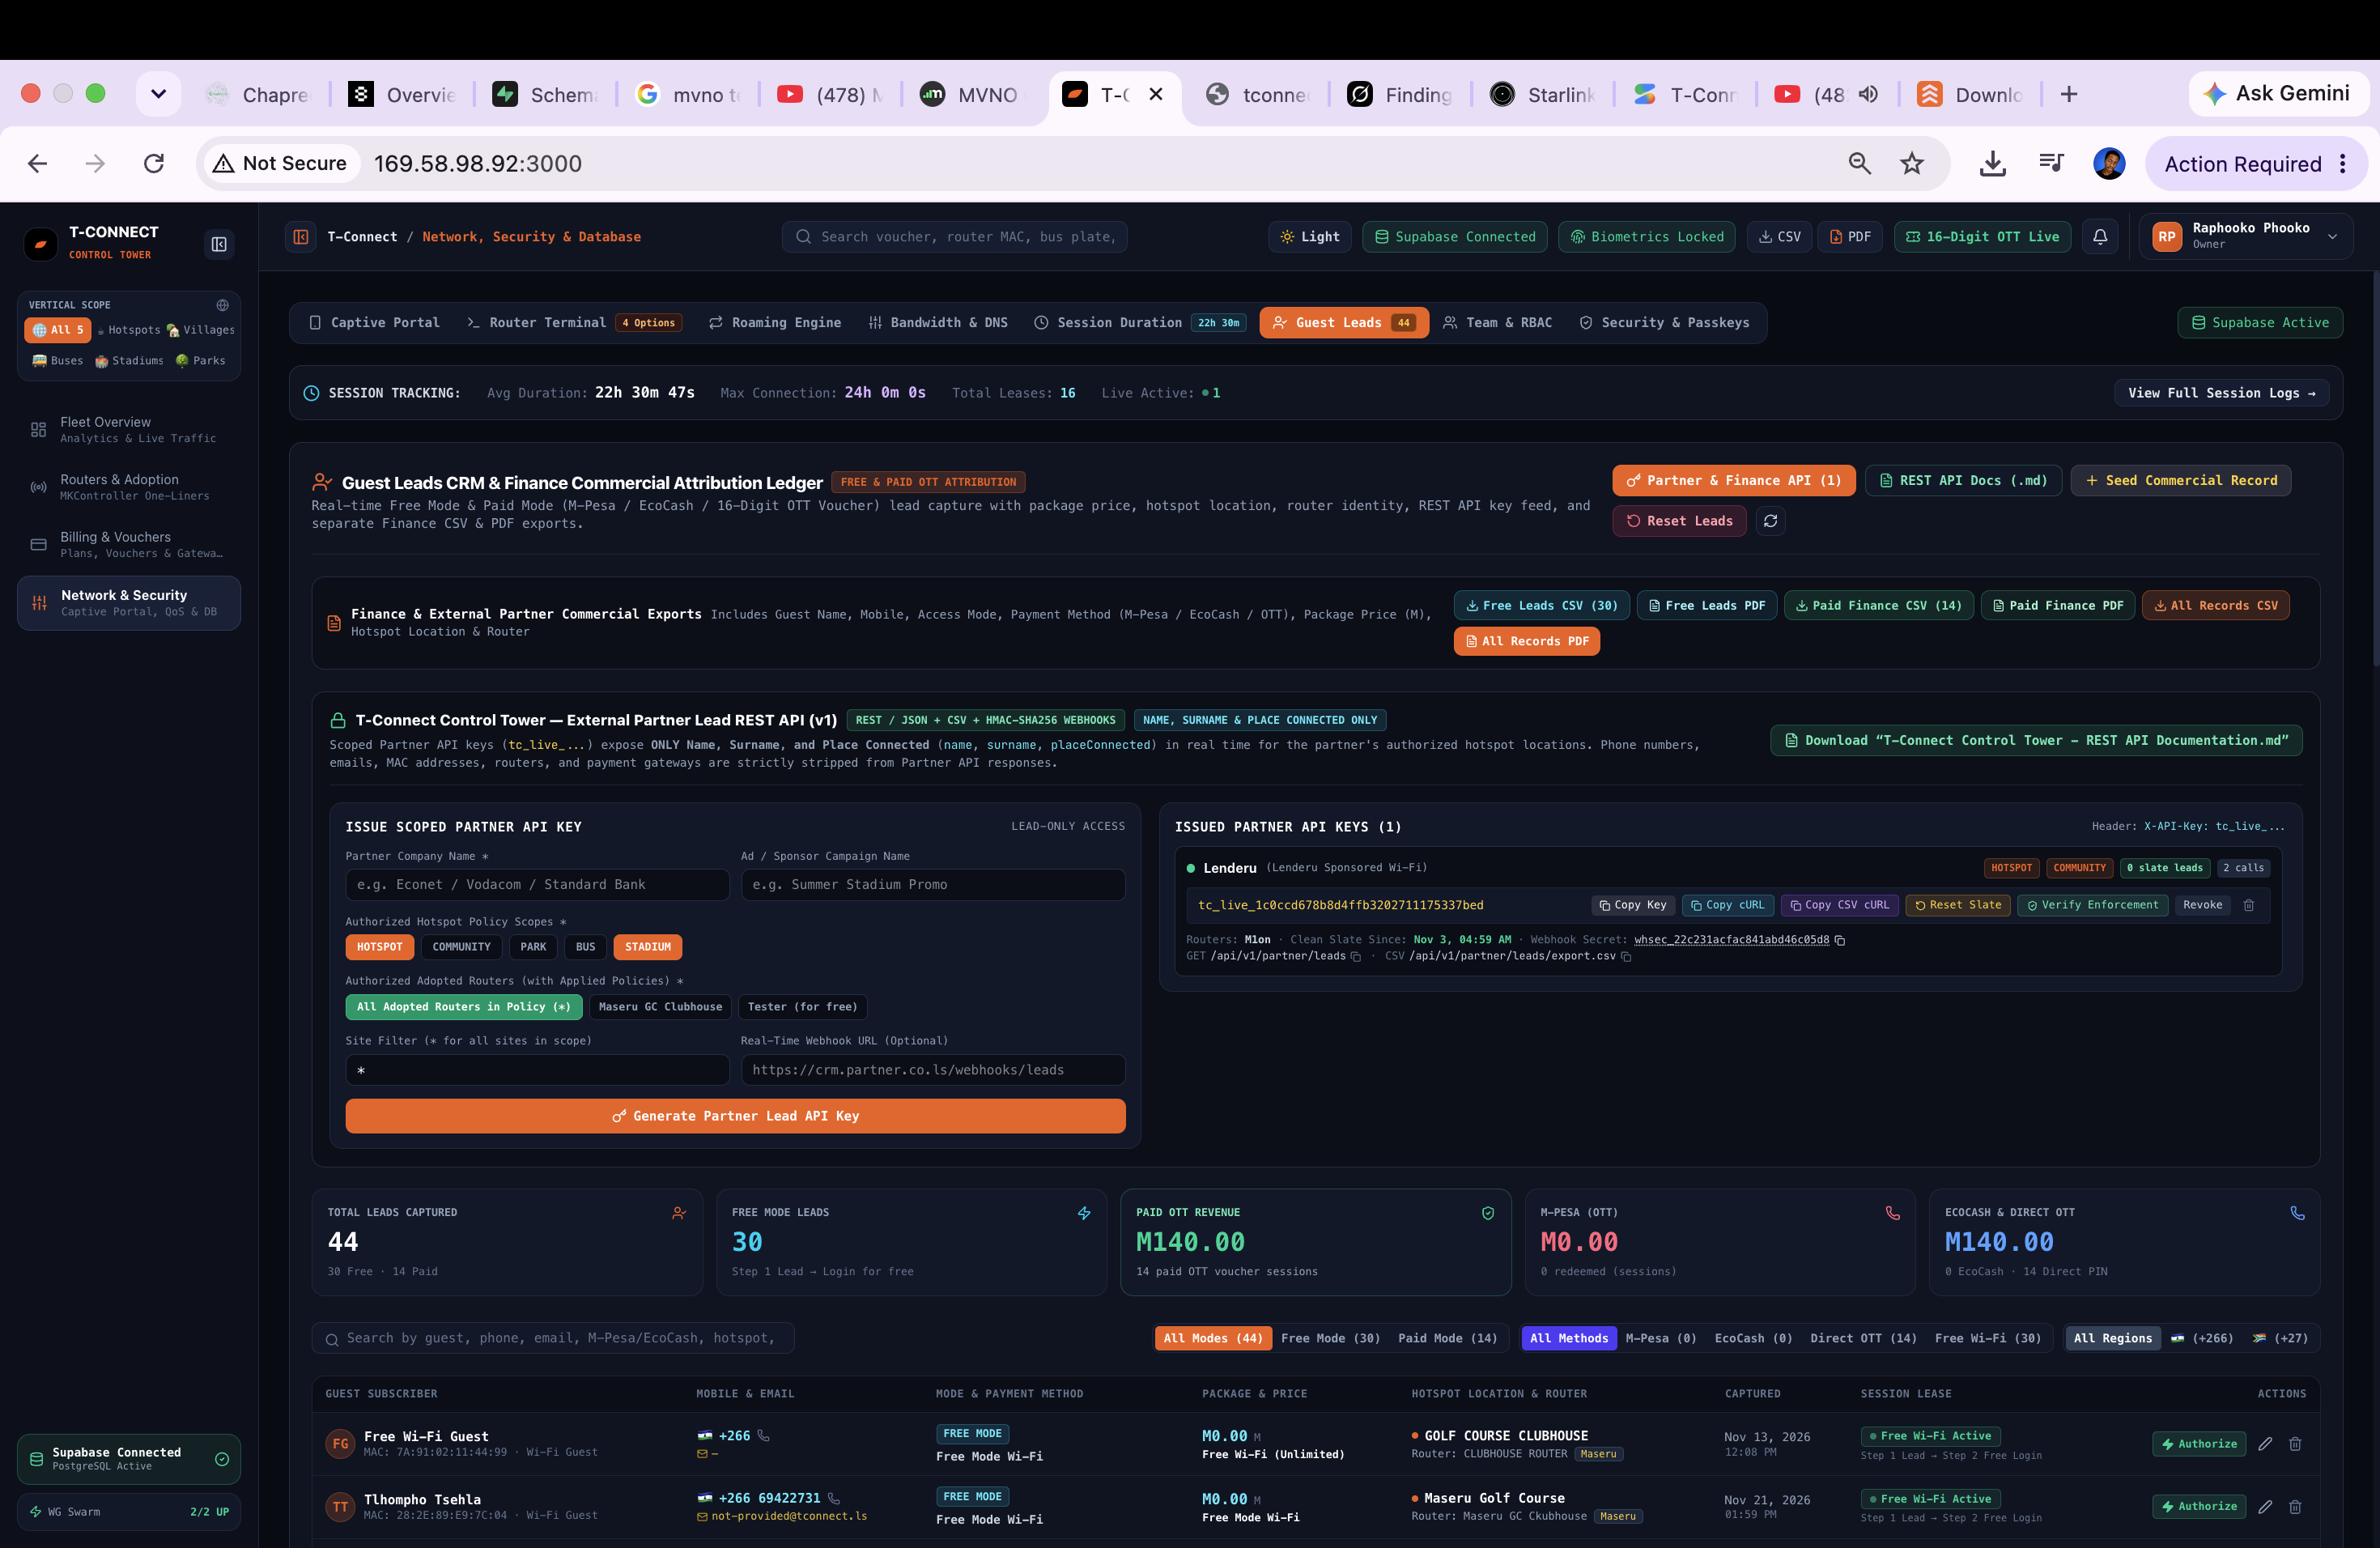 Chapre
Overvie
Schema
mvno te
(478) M
MVNO
T-C
tconnec
Finding
Starlink
T-Conn
(48
Downlo
Ask Gemini
Not Secure
169.58.98.92:3000
Action Required
T-CONNECT
CONTROL TOWER
T-Connect / Network, Security & Database
Search voucher, router MAC, bus plate,
Light
Supabase Connected
Biometrics Locked
CSV
PDF
16-Digit OTT Live
RP
Raphooko Phooko
Owner
VERTICAL SCOPE
All 5
Hotspots
Villages
Buses
Stadiums
Parks
Fleet Overview
Analytics & Live Traffic
Routers & Adoption
MKController One-Liners
Billing & Vouchers
Plans, Vouchers & Gatewa…
Network & Security
Captive Portal, QoS & DB
Supabase Connected
PostgreSQL Active
WG Swarm
2/2 UP
Captive Portal
Router Terminal 4 Options
Roaming Engine
Bandwidth & DNS
Session Duration 22h 30m
Guest Leads 44
Team & RBAC
Security & Passkeys
Supabase Active
SESSION TRACKING: Avg Duration: 22h 30m 47s Max Connection: 24h 0m 0s Total Leases: 16 Live Active: 1
View Full Session Logs →
Guest Leads CRM & Finance Commercial Attribution Ledger FREE & PAID OTT ATTRIBUTION
Real-time Free Mode & Paid Mode (M-Pesa / EcoCash / 16-Digit OTT Voucher) lead capture with package price, hotspot location, router identity, REST API key feed, and
separate Finance CSV & PDF exports.
Partner & Finance API (1)
REST API Docs (.md)
Seed Commercial Record
Reset Leads
Finance & External Partner Commercial Exports Includes Guest Name, Mobile, Access Mode, Payment Method (M-Pesa / EcoCash / OTT), Package Price (M),
Hotspot Location & Router
Free Leads CSV (30)
Free Leads PDF
Paid Finance CSV (14)
Paid Finance PDF
All Records CSV
All Records PDF
T-Connect Control Tower — External Partner Lead REST API (v1) REST / JSON + CSV + HMAC-SHA256 WEBHOOKS NAME, SURNAME & PLACE CONNECTED ONLY
Scoped Partner API keys (tc_live_...) expose ONLY Name, Surname, and Place Connected (name, surname, placeConnected) in real time for the partner's authorized hotspot locations. Phone numbers,
emails, MAC addresses, routers, and payment gateways are strictly stripped from Partner API responses.
Download “T-Connect Control Tower - REST API Documentation.md”
ISSUE SCOPED PARTNER API KEY
LEAD-ONLY ACCESS
Partner Company Name *
Ad / Sponsor Campaign Name
e.g. Econet / Vodacom / Standard Bank
e.g. Summer Stadium Promo
Authorized Hotspot Policy Scopes *
HOTSPOT COMMUNITY PARK BUS STADIUM
Authorized Adopted Routers (with Applied Policies) *
All Adopted Routers in Policy (*) Maseru GC Clubhouse Tester (for free)
Site Filter (* for all sites in scope)
Real-Time Webhook URL (Optional)
*
https://crm.partner.co.ls/webhooks/leads
Generate Partner Lead API Key
ISSUED PARTNER API KEYS (1)
Header: X-API-Key: tc_live_...
Lenderu (Lenderu Sponsored Wi-Fi)
HOTSPOT COMMUNITY 0 slate leads 2 calls
tc_live_1c0ccd678b8d4ffb3202711175337bed
Copy Key Copy cURL Copy CSV cURL Reset Slate Verify Enforcement Revoke
Routers: M1on · Clean Slate Since: Nov 3, 04:59 AM · Webhook Secret: whsec_22c231acfac841abd46c05d8
GET /api/v1/partner/leads · CSV /api/v1/partner/leads/export.csv
TOTAL LEADS CAPTURED
44
30 Free · 14 Paid
FREE MODE LEADS
30
Step 1 Lead → Login for free
PAID OTT REVENUE
M140.00
14 paid OTT voucher sessions
M-PESA (OTT)
M0.00
0 redeemed (sessions)
ECOCASH & DIRECT OTT
M140.00
0 EcoCash · 14 Direct PIN
Search by guest, phone, email, M-Pesa/EcoCash, hotspot,
All Modes (44) Free Mode (30) Paid Mode (14)
All Methods M-Pesa (0) EcoCash (0) Direct OTT (14) Free Wi-Fi (30)
All Regions (+266) (+27)
GUEST SUBSCRIBER MOBILE & EMAIL MODE & PAYMENT METHOD PACKAGE & PRICE HOTSPOT LOCATION & ROUTER CAPTURED SESSION LEASE ACTIONS
FG
Free Wi-Fi Guest
MAC: 7A:91:02:11:44:99 · Wi-Fi Guest
+266
—
FREE MODE
Free Mode Wi-Fi
M0.00 M
Free Wi-Fi (Unlimited)
GOLF COURSE CLUBHOUSE
Router: CLUBHOUSE ROUTER Maseru
Nov 13, 2026
12:08 PM
Free Wi-Fi Active
Step 1 Lead → Step 2 Free Login
Authorize
TT
Tlhompho Tsehla
MAC: 28:2E:89:E9:7C:04 · Wi-Fi Guest
+266 69422731
not-provided@tconnect.ls
FREE MODE
Free Mode Wi-Fi
M0.00 M
Free Mode Wi-Fi
Maseru Golf Course
Router: Maseru GC Ckubhouse Maseru
Nov 21, 2026
01:59 PM
Free Wi-Fi Active
Step 1 Lead → Step 2 Free Login
Authorize